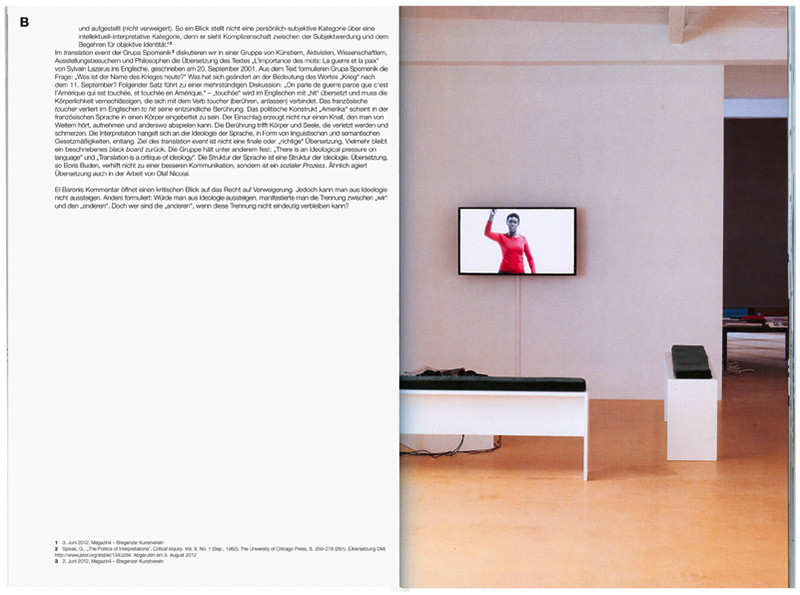 B
und aufgestellt (nicht verweigert). So ein Blick stellt nicht eine persönlich-subjektive Kategorie über eine
intellektuell-interpretative Kategorie, denn er sieht Komplizenschaft zwischen der Subjektwerdung und dem
Begehren für objektive Identität."²
Im translation event der Grupa Spomenik³ diskutieren wir in einer Gruppe von Künstlern, Aktivisten, Wissenschaftlern,
Ausstellungsbesuchern und Philosophen die Übersetzung des Textes „L'importance des mots: La guerre et la paix"
von Sylvain Lazarus ins Englische, geschrieben am 20. September 2001. Aus dem Text formulieren Grupa Spomenik die
Frage: „Was ist der Name des Krieges heute?" Was hat sich geändert an der Bedeutung des Wortes „Krieg" nach
dem 11. September? Folgender Satz führt zu einer mehrstündigen Diskussion: „On parle de guerre parce que c'est
l'Amérique qui est touchée, et touchée en Amérique." – „touchée" wird im Englischen mit „hit" übersetzt und muss die
Körperlichkeit vernachlässigen, die sich mit dem Verb toucher (berühren, anfassen) verbindet. Das französische
toucher verliert im Englischen to hit seine entzündliche Berührung. Das politische Konstrukt „Amerika" scheint in der
französischen Sprache in einen Körper eingebettet zu sein. Der Einschlag erzeugt nicht nur einen Knall, den man von
Weitem hört, aufnehmen und anderswo abspielen kann. Die Berührung trifft Körper und Seele, die verletzt werden und
schmerzen. Die Interpretation hangelt sich an der Ideologie der Sprache, in Form von linguistischen und semantischen
Gesetzmäßigkeiten, entlang. Ziel des translation event ist nicht eine finale oder „richtige" Übersetzung. Vielmehr bleibt
ein beschriebenes black board zurück. Die Gruppe hält unter anderem fest: „There is an ideological pressure on
language" und „Translation is a critique of ideology". Die Struktur der Sprache ist eine Struktur der Ideologie. Übersetzung,
so Boris Buden, verhilft nicht zu einer besseren Kommunikation, sondern ist ein sozialer Prozess. Ähnlich agiert
Übersetzung auch in der Arbeit von Olaf Nicolai.
El Baronis Kommentar öffnet einen kritischen Blick auf das Recht auf Verweigerung. Jedoch kann man aus Ideologie
nicht aussteigen. Anders formuliert: Würde man aus Ideologie aussteigen, manifestierte man die Trennung zwischen „wir"
und den „anderen". Doch wer sind die „anderen", wenn diese Trennung nicht eindeutig verbleiben kann?
1 3. Juni 2012, Magazin4 – Bregenzer Kunstverein
2 Spivak, G., „The Politics of Interpretations", Critical Inquiry, Vol. 9, No. 1 (Sep., 1982). The University of Chicago Press, S. 259-278 (261). (Übersetzung DM)
http://www.jstor.org/stable/1343284. Abgerufen am 6. August 2012
3 2. Juni 2012, Magazin4 – Bregenzer Kunstverein